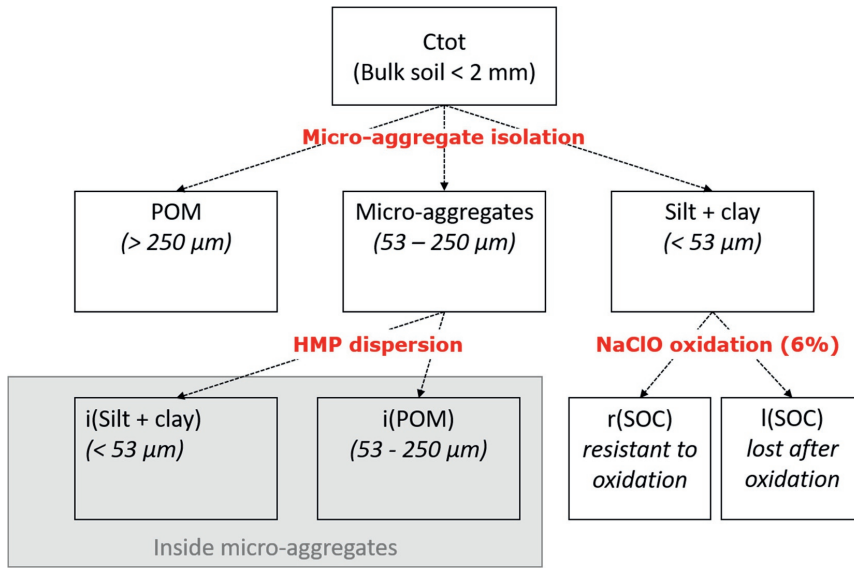 Ctot
(Bulk soil < 2 mm)
Micro-aggregate isolation
POM
(> 250 µm)
Micro-aggregates
(53 – 250 µm)
Silt + clay
(< 53 µm)
HMP dispersion
NaClO oxidation (6%)
i(Silt + clay)
(< 53 µm)
i(POM)
(53 - 250 µm)
r(SOC)
resistant to
oxidation
l(SOC)
lost after
oxidation
Inside micro-aggregates